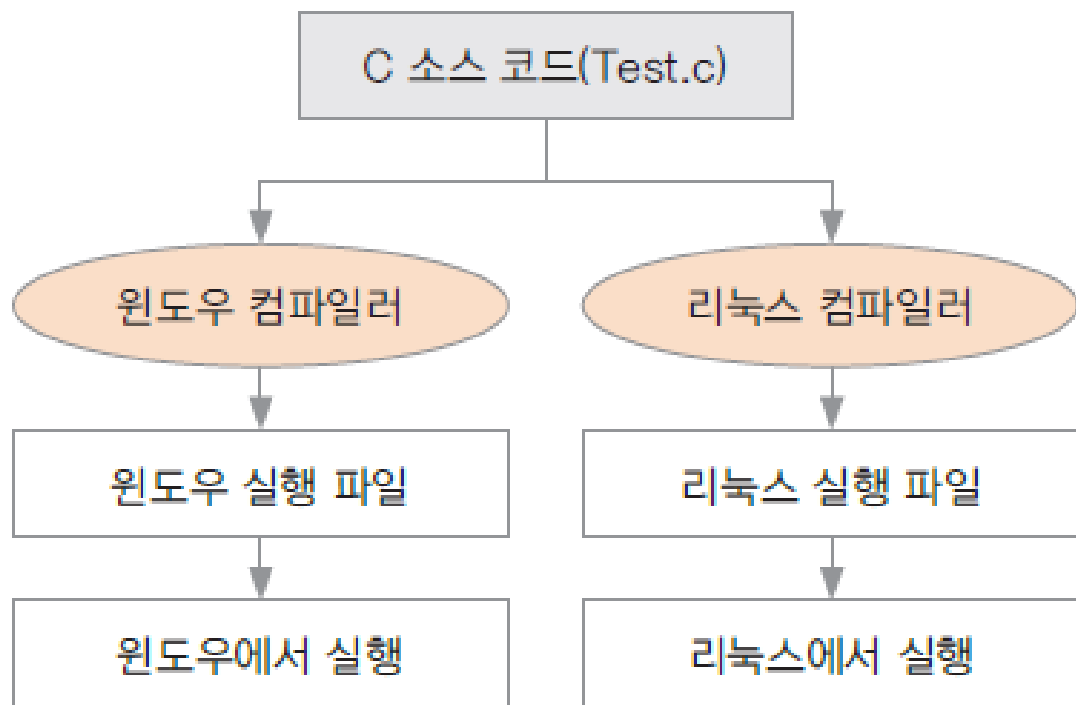 C 소스 코드(Test.c)
윈도우 컴파일러
리눅스 컴파일러
윈도우 실행 파일
리눅스 실행 파일
윈도우에서 실행
리눅스에서 실행